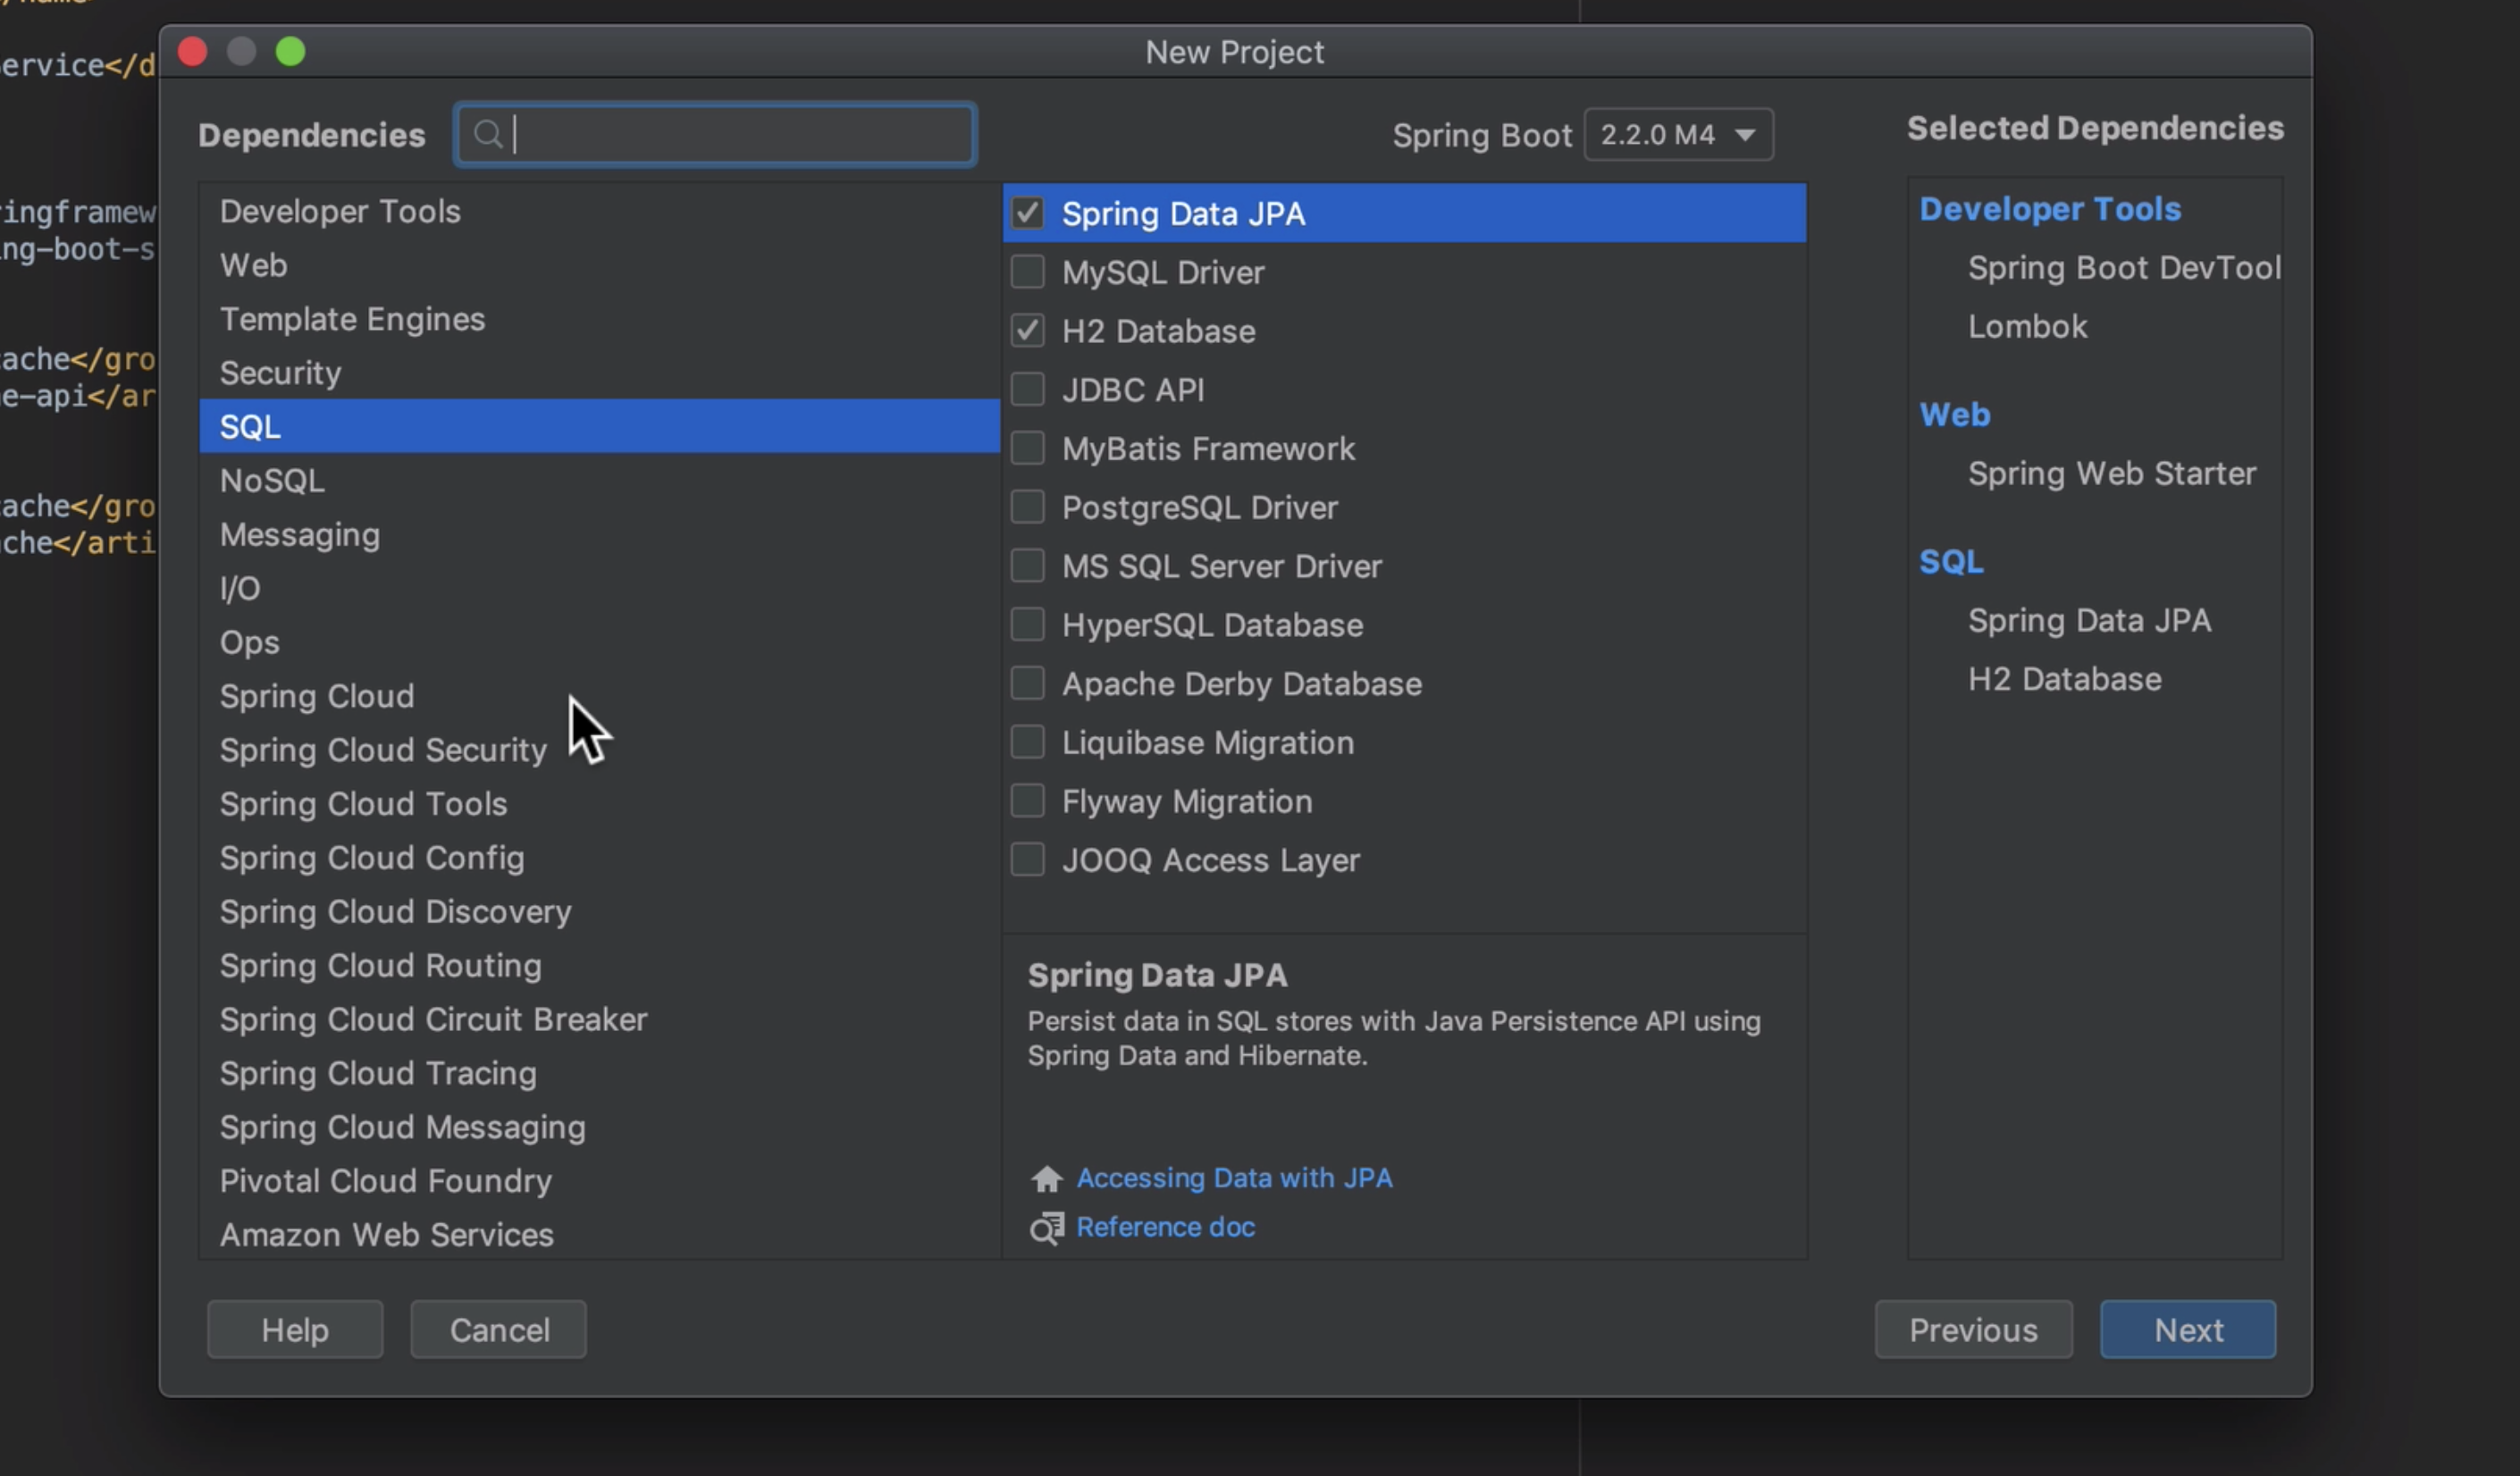 New Project
ervice</d
ringframew
ng-boot-s
ache</gro
e-api</ar
ache</gro
che</arti
Dependencies
Spring Boot 2.2.0 M4
Selected Dependencies
Developer Tools
Web
Template Engines
Security
SQL
NoSQL
Messaging
I/O
Ops
Spring Cloud
Spring Cloud Security
Spring Cloud Tools
Spring Cloud Config
Spring Cloud Discovery
Spring Cloud Routing
Spring Cloud Circuit Breaker
Spring Cloud Tracing
Spring Cloud Messaging
Pivotal Cloud Foundry
Amazon Web Services
Spring Data JPA
MySQL Driver
H2 Database
JDBC API
MyBatis Framework
PostgreSQL Driver
MS SQL Server Driver
HyperSQL Database
Apache Derby Database
Liquibase Migration
Flyway Migration
JOOQ Access Layer
Spring Data JPA
Persist data in SQL stores with Java Persistence API using
Spring Data and Hibernate.
Accessing Data with JPA
Reference doc
Developer Tools
Spring Boot DevTool
Lombok
Web
Spring Web Starter
SQL
Spring Data JPA
H2 Database
Help
Cancel
Previous
Next